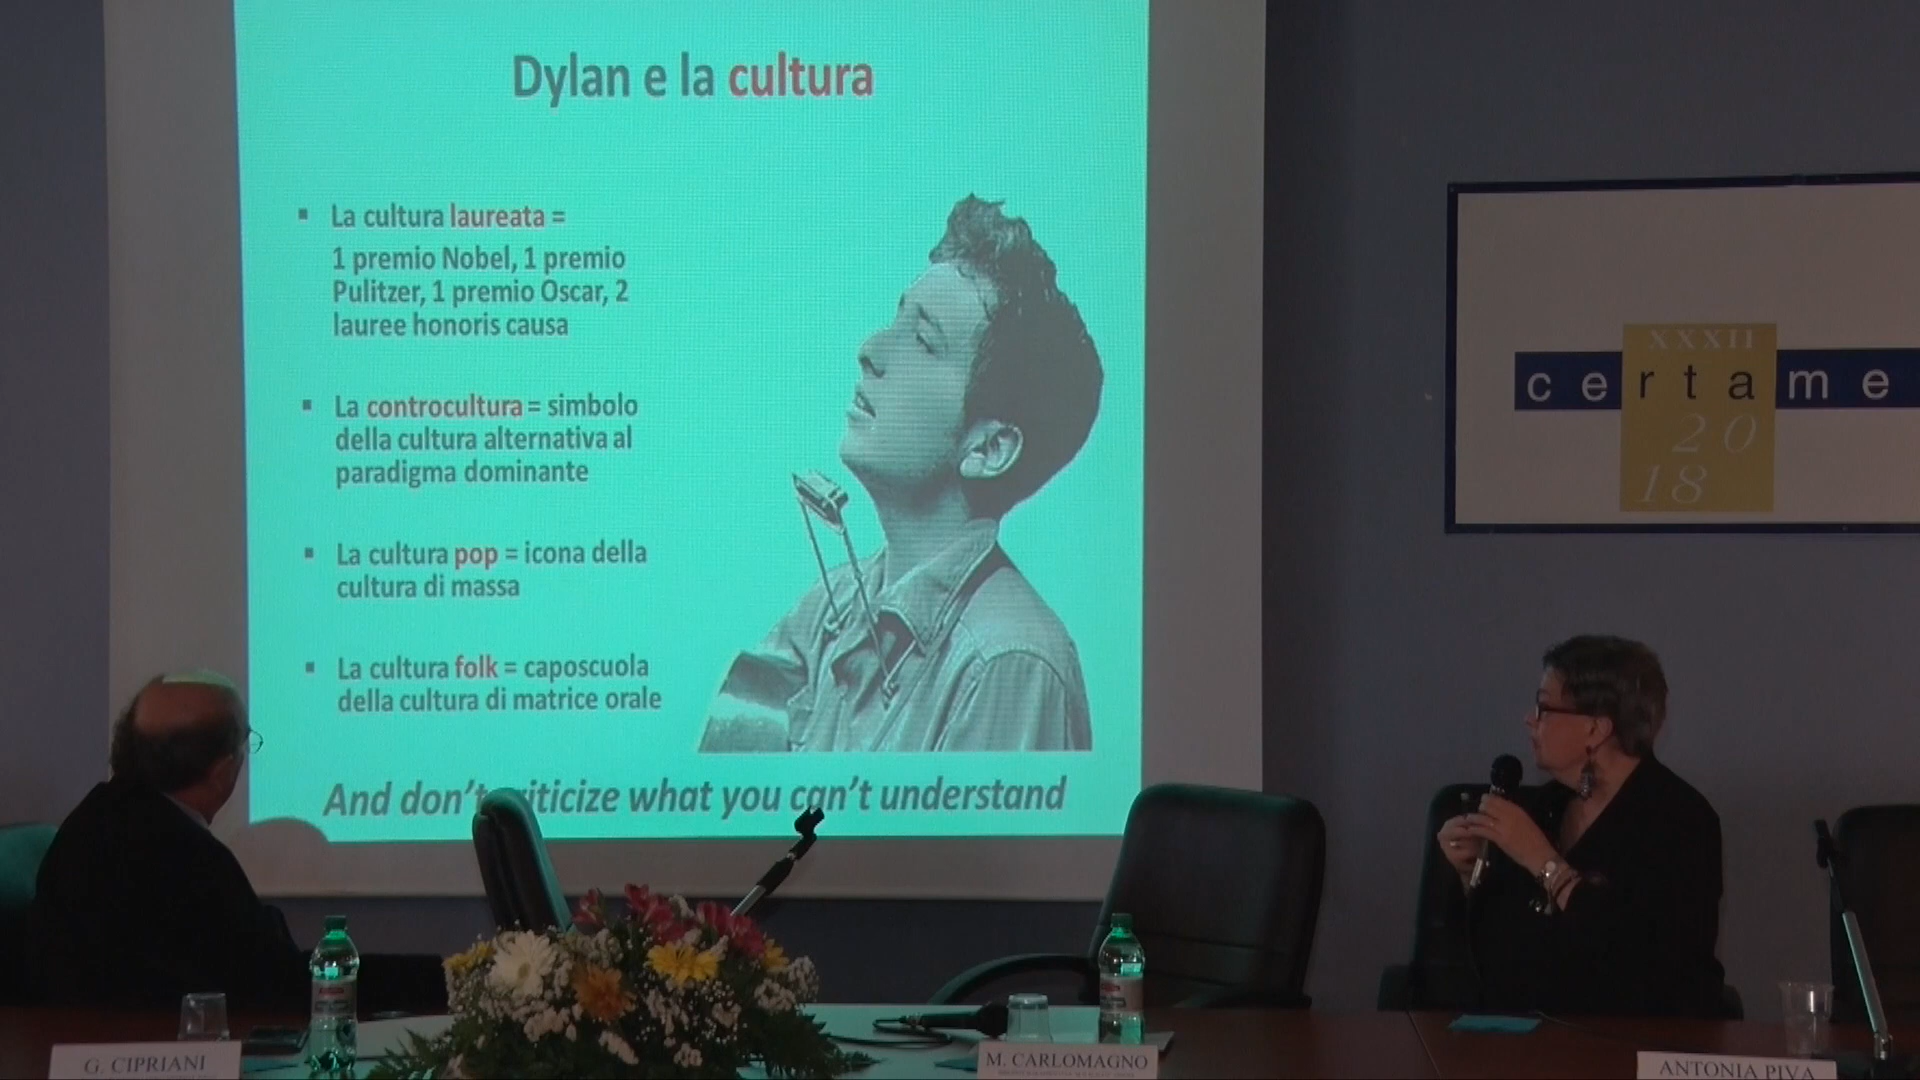 Dylan e la cultura
▪ La cultura laureata =
1 premio Nobel, 1 premio
Pulitzer, 1 premio Oscar, 2
lauree honoris causa
▪ La controcultura = simbolo
della cultura alternativa al
paradigma dominante
▪ La cultura pop = icona della
cultura di massa
▪ La cultura folk = caposcuola
della cultura di matrice orale
And don't criticize what you can't understand
XXXII
certame
20
18
G. CIPRIANI
M. CARLOMAGNO
ANTONIA PIVA